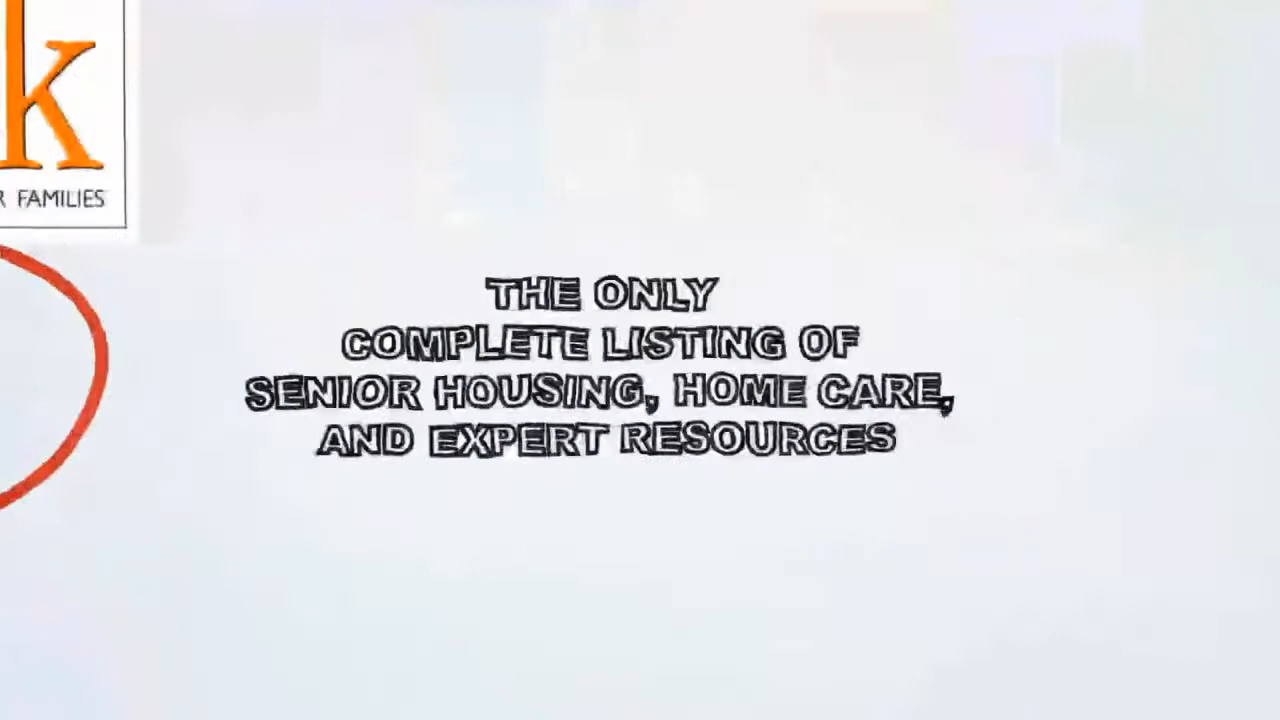 k
R FAMILIES
THE ONLY
COMPLETE LISTING OF
SENIOR HOUSING, HOME CARE,
AND EXPERT RESOURCES